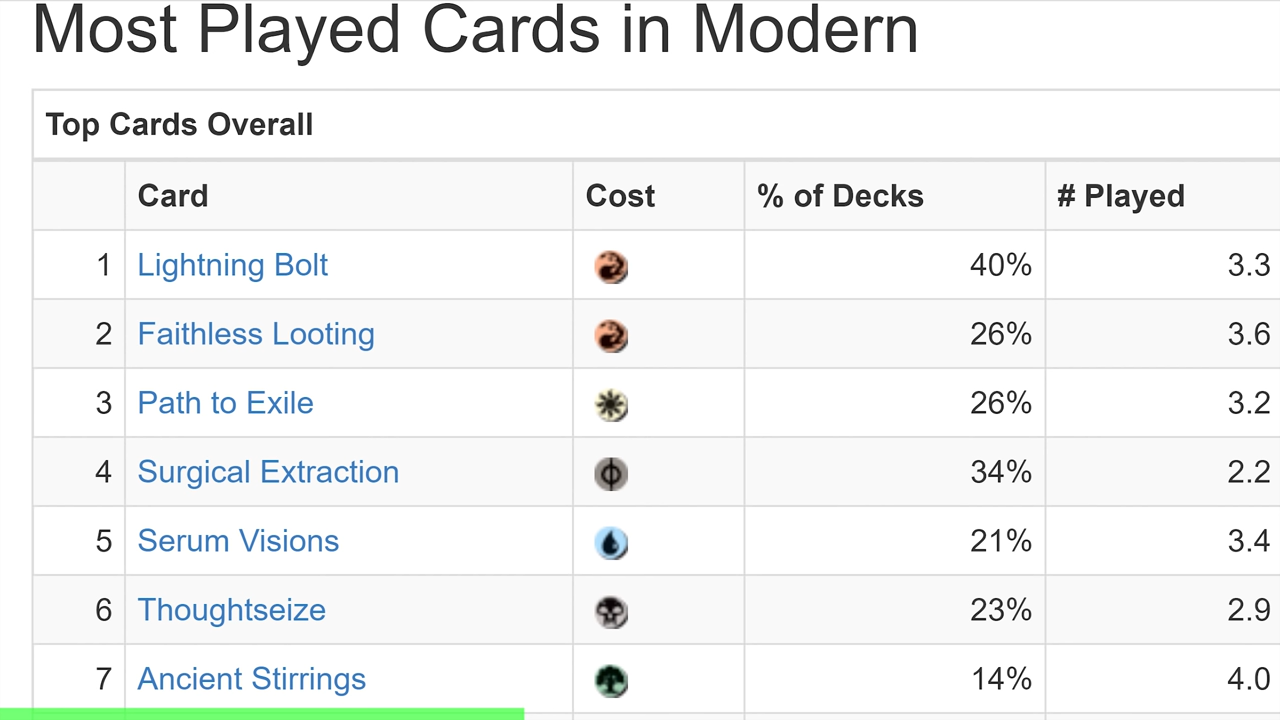 Most Played Cards in Modern
Top Cards Overall
Card Cost % of Decks # Played
1 Lightning Bolt 40% 3.3
2 Faithless Looting 26% 3.6
3 Path to Exile 26% 3.2
4 Surgical Extraction 34% 2.2
5 Serum Visions 21% 3.4
6 Thoughtseize 23% 2.9
7 Ancient Stirrings 14% 4.0